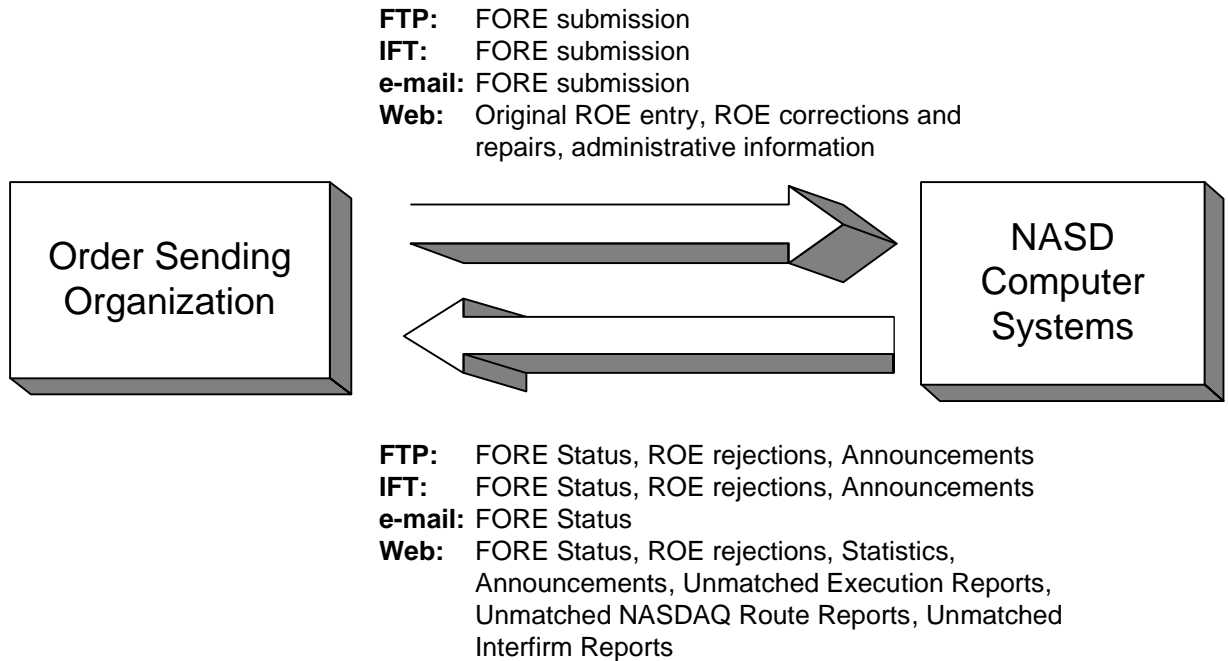 FTP: FORE submission
IFT: FORE submission
e-mail: FORE submission
Web: Original ROE entry, ROE corrections and
repairs, administrative information
Order Sending
Organization
NASD
Computer
Systems
FTP: FORE Status, ROE rejections, Announcements
IFT: FORE Status, ROE rejections, Announcements
e-mail: FORE Status
Web: FORE Status, ROE rejections, Statistics,
Announcements, Unmatched Execution Reports,
Unmatched NASDAQ Route Reports, Unmatched
Interfirm Reports